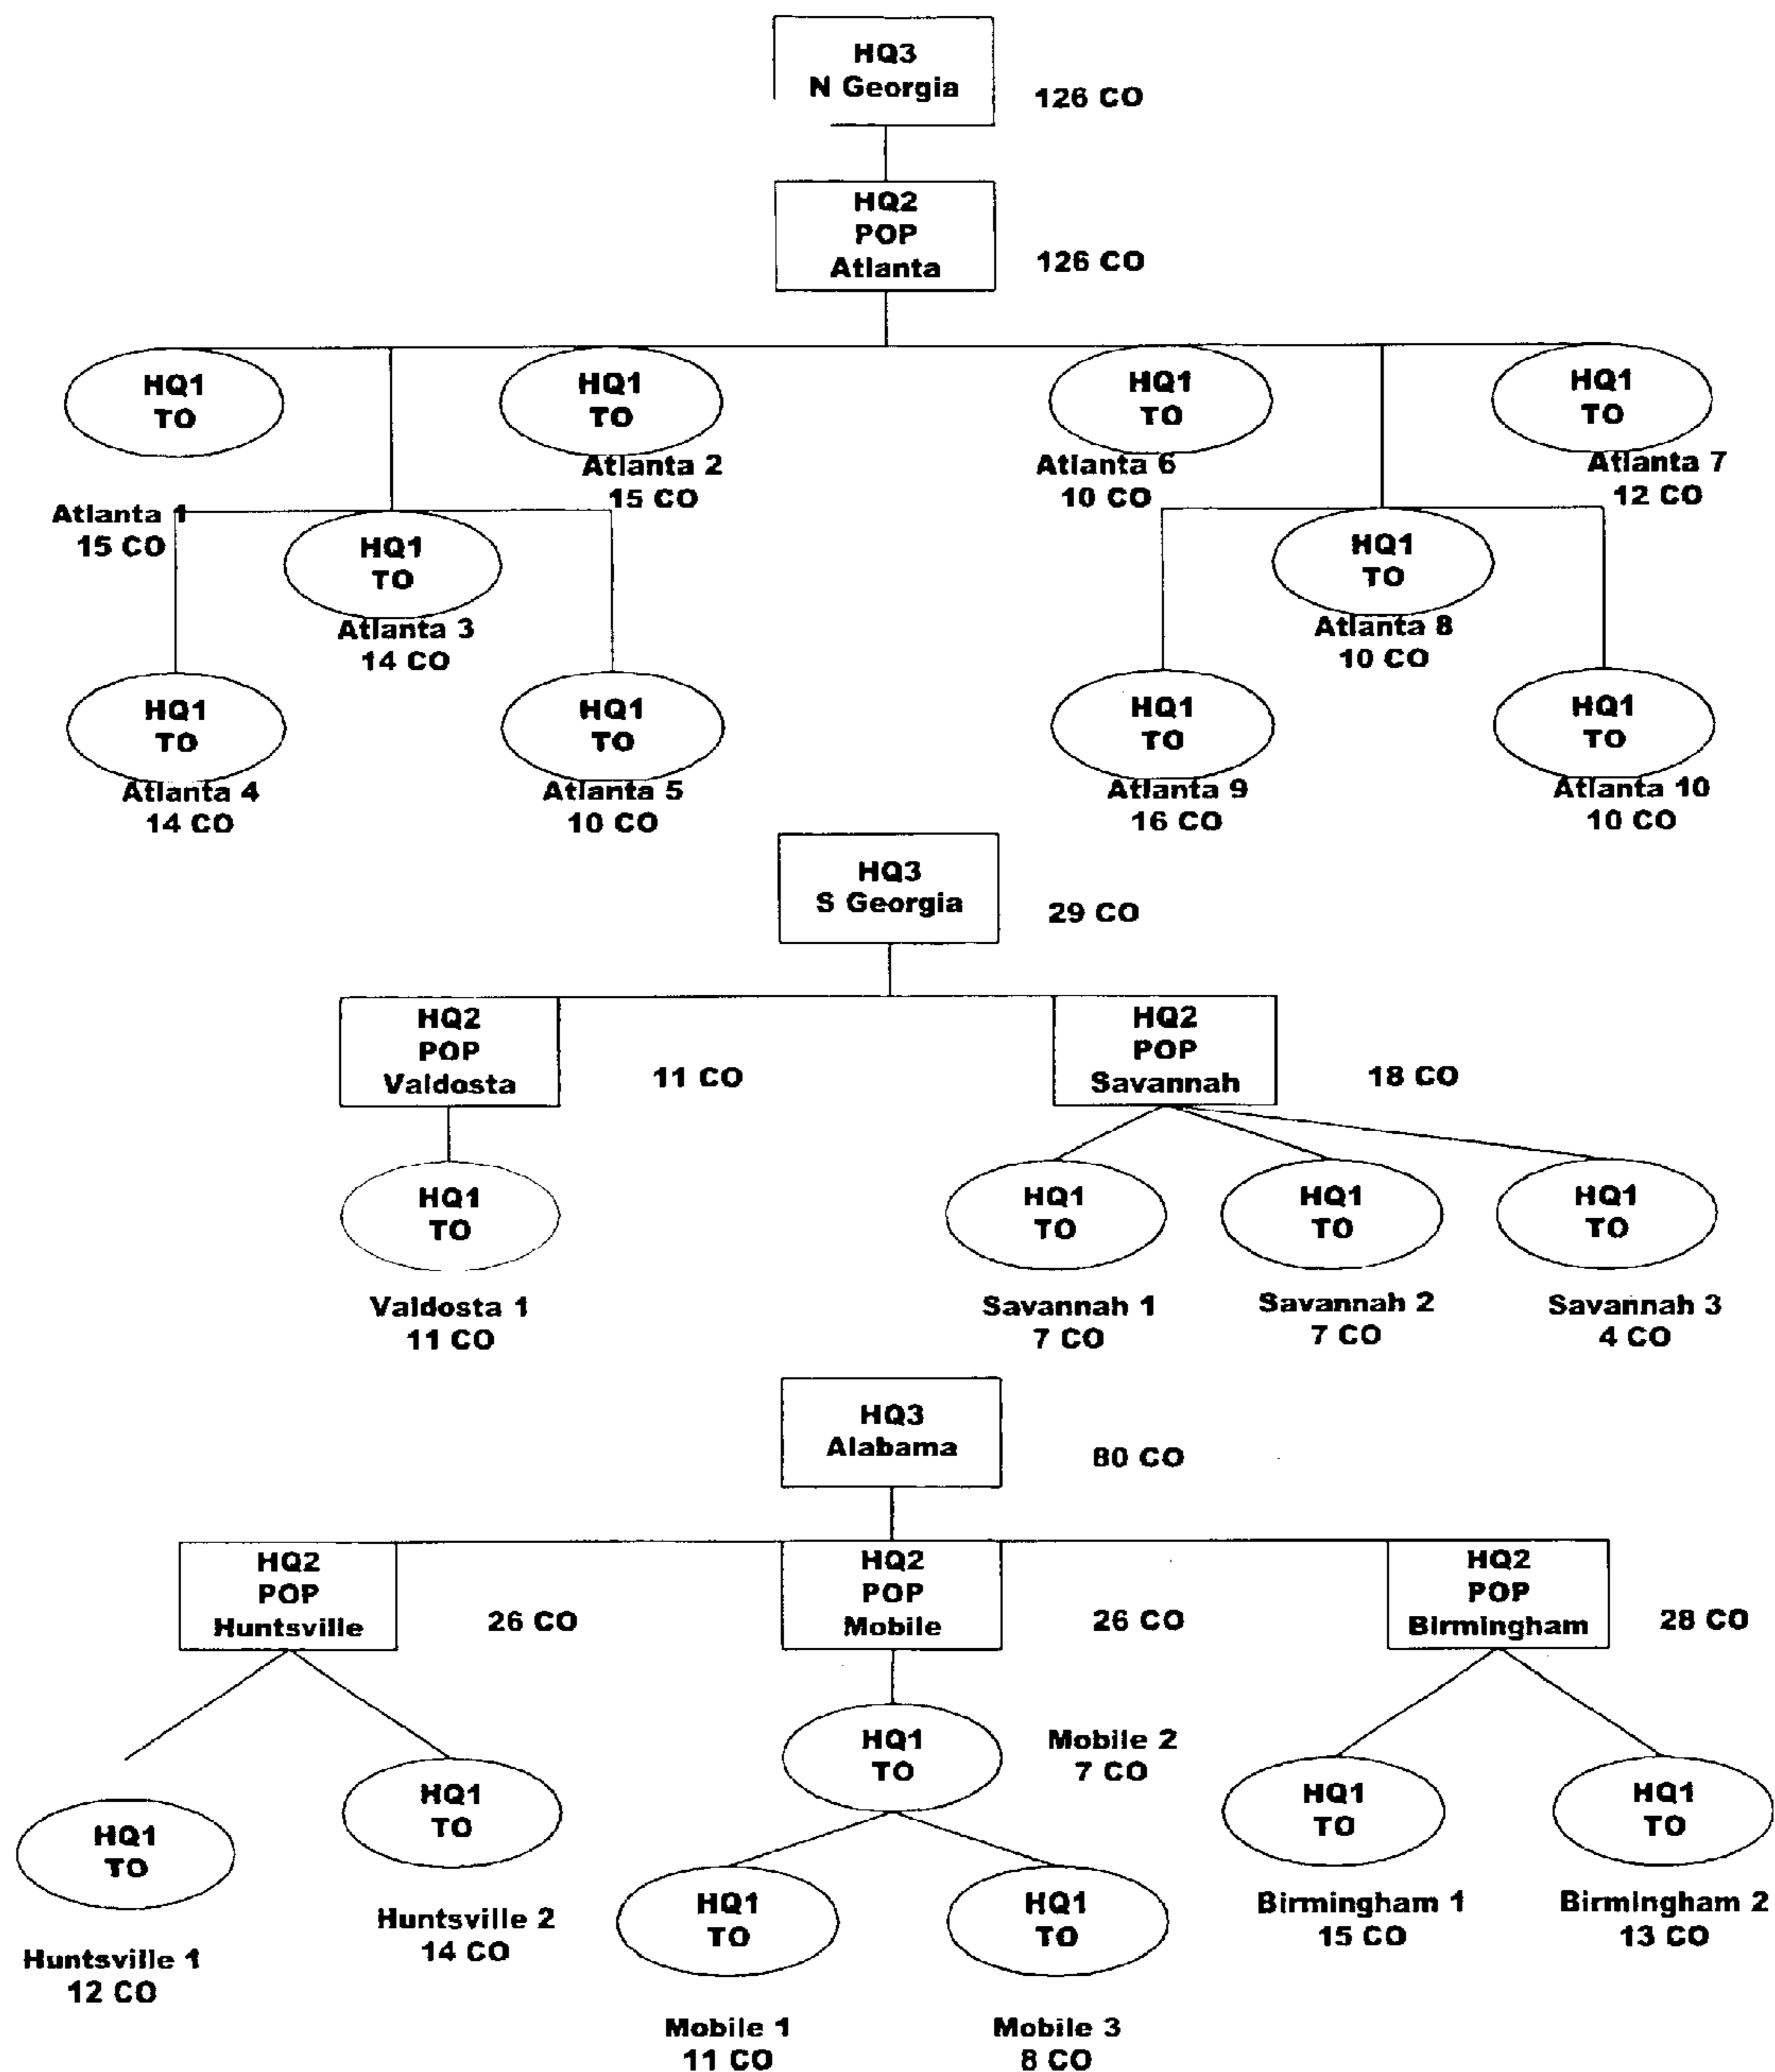 HQ3
N Georgia
126 CO
HQ2
POP
Atlanta
126 CO
HQ1
TO
Atlanta 1
15 CO
HQ1
TO
Atlanta 2
15 CO
HQ1
TO
Atlanta 6
10 CO
HQ1
TO
Atlanta 7
12 CO
HQ1
TO
Atlanta 3
14 CO
HQ1
TO
Atlanta 8
10 CO
HQ1
TO
Atlanta 4
14 CO
HQ1
TO
Atlanta 5
10 CO
HQ1
TO
Atlanta 9
16 CO
HQ1
TO
Atlanta 10
10 CO
HQ3
S Georgia
29 CO
HQ2
POP
Valdosta
11 CO
HQ2
POP
Savannah
18 CO
HQ1
TO
Valdosta 1
11 CO
HQ1
TO
Savannah 1
7 CO
HQ1
TO
Savannah 2
7 CO
HQ1
TO
Savannah 3
4 CO
HQ3
Alabama
80 CO
HQ2
POP
Huntsville
26 CO
HQ2
POP
Mobile
26 CO
HQ2
POP
Birmingham
28 CO
HQ1
TO
Huntsville 1
12 CO
HQ1
TO
Huntsville 2
14 CO
HQ1
TO
Mobile 2
7 CO
HQ1
TO
Mobile 1
11 CO
HQ1
TO
Mobile 3
8 CO
HQ1
TO
Birmingham 1
15 CO
HQ1
TO
Birmingham 2
13 CO